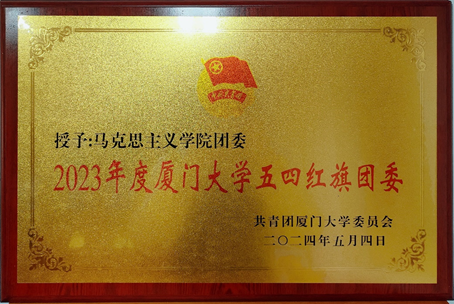 授予:马克思主义学院团委
2023年度厦门大学五四红旗团委
共青团厦门大学委员会
二〇二四年五月四日